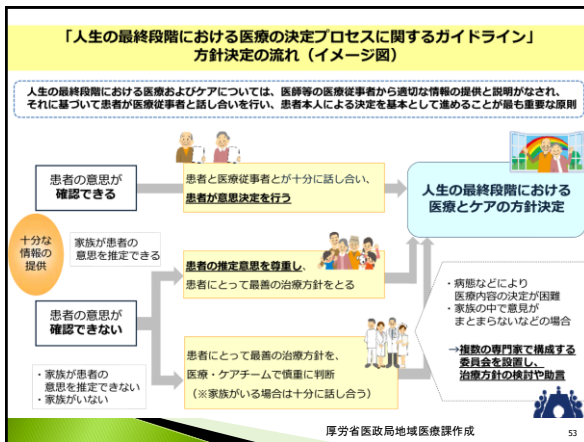 「人生の最終段階における医療の決定プロセスに関するガイドライン」
方針決定の流れ（イメージ図）
人生の最終段階における医療およびケアについては、医師等の医療従事者から適切な情報の提供と説明がなされ、
それに基づいて患者が医療従事者と話し合いを行い、患者本人による決定を基本として進めることが最も重要な原則
患者の意思が
確認できる
患者と医療従事者とが十分に話し合い、
患者が意思決定を行う
人生の最終段階における
医療とケアの方針決定
十分な
情報の
提供
家族が患者の
意思を推定できる
患者の推定意思を尊重し、
患者にとって最善の治療方針をとる
患者の意思が
確認できない
・家族が患者の
意思を推定できない
・家族がいない
患者にとって最善の治療方針を、
医療・ケアチームで慎重に判断
（※家族がいる場合は十分に話し合う）
・病態などにより
医療内容の決定が困難
・家族の中で意見が
まとまらないなどの場合
→複数の専門家で構成する
委員会を設置し、
治療方針の検討や助言
厚労省医政局地域医療課作成
53